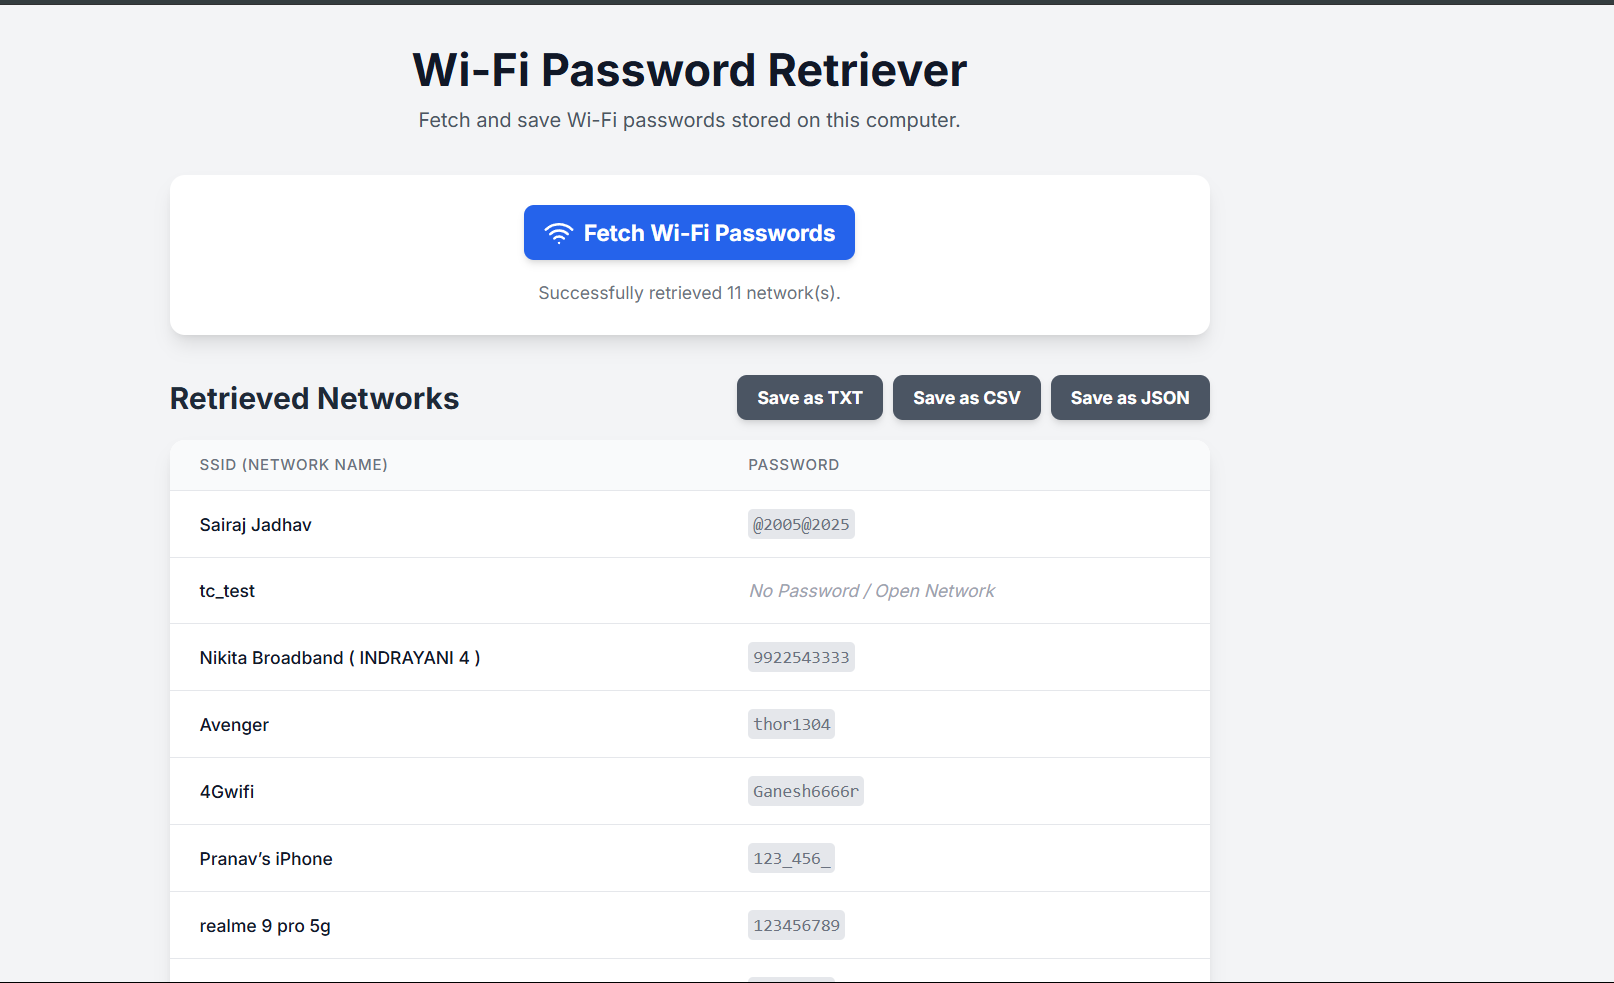 Wi-Fi Password Retriever
Fetch and save Wi-Fi passwords stored on this computer.
Fetch Wi-Fi Passwords
Successfully retrieved 11 network(s).
Retrieved Networks
Save as TXT
Save as CSV
Save as JSON
SSID (NETWORK NAME) PASSWORD
Sairaj Jadhav @2005@2025
tc_test No Password / Open Network
Nikita Broadband ( INDRAYANI 4 ) 9922543333
Avenger thor1304
4Gwifi Ganesh6666r
Pranav’s iPhone 123_456_
realme 9 pro 5g 123456789